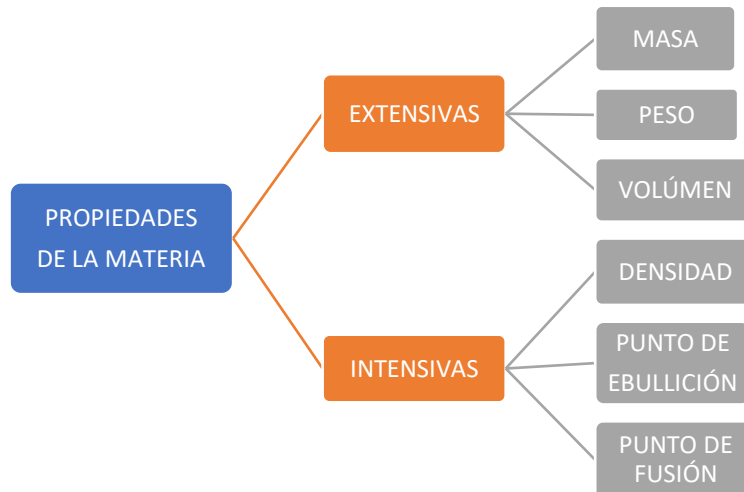 PROPIEDADES
DE LA MATERIA
EXTENSIVAS
MASA
PESO
VOLÚMEN
INTENSIVAS
DENSIDAD
PUNTO DE
EBULLICIÓN
PUNTO DE
FUSIÓN